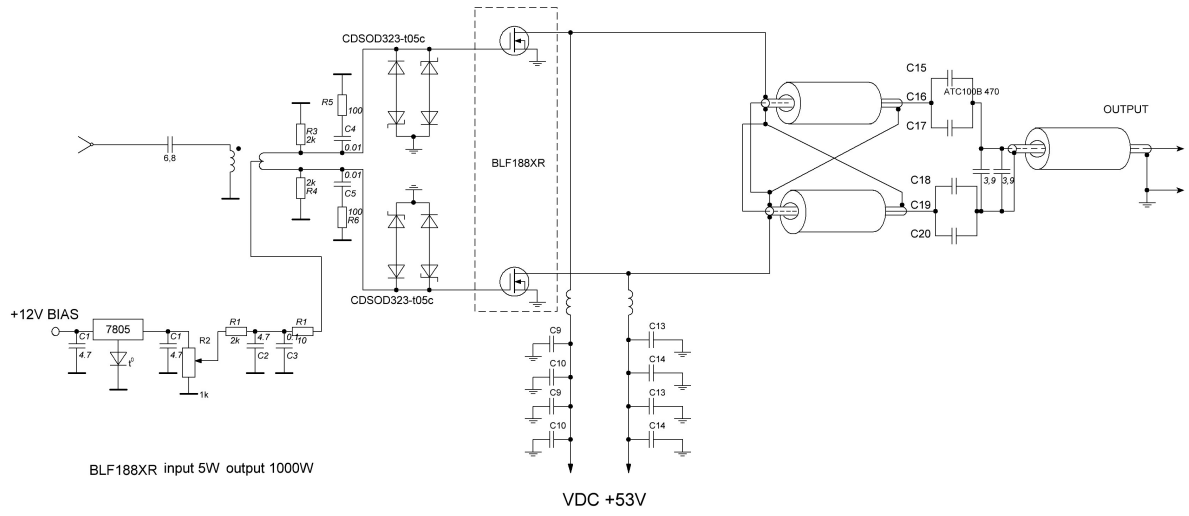 CDSOD323-t05c
R5
100
C4
0.01
R3
2k
6,8
2k
R4
0.01
C5
100
R6
CDSOD323-t05c
BLF188XR
C15
C16
ATC100B 470
C17
C18
C19
C20
3,9
3,9
OUTPUT
+12V BIAS
C1
4.7
7805
t⁰
C1
4.7
R2
1k
R1
2k
4.7
C2
0.1
C3
R1
10
C9
C10
C9
C10
C13
C14
C13
C14
VDC +53V
BLF188XR input 5W output 1000W